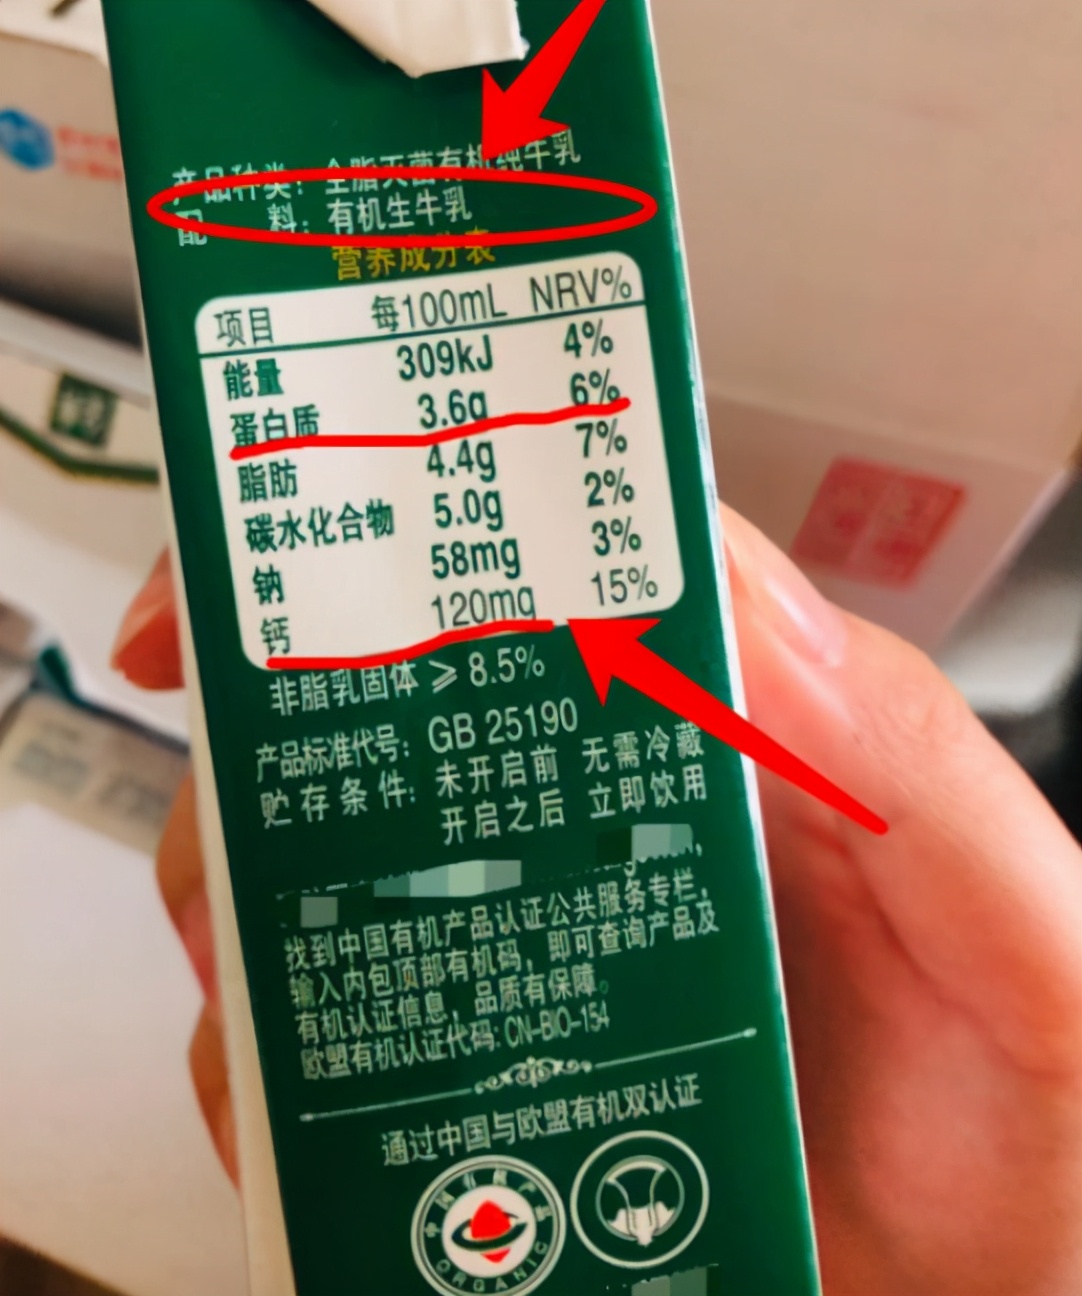 产品种类：全脂灭菌有机纯牛乳
配料：有机生牛乳
营养成分表
项目 每100mL NRV%
能量 309kJ 4%
蛋白质 3.6g 6%
脂肪 4.4g 7%
碳水化合物 5.0g 2%
钠 58mg 3%
钙 120mg 15%
非脂乳固体 ≥ 8.5%
产品标准代号：GB 25190
贮存条件：未开启前 无需冷藏
开启之后 立即饮用
找到中国有机产品认证公共服务专栏，
输入内包顶部有机码，即可查询产品及
有机认证信息，品质有保障。
欧盟有机认证代码：CN-BIO-154
通过中国与欧盟有机双认证
中国有机产品
ORGANIC